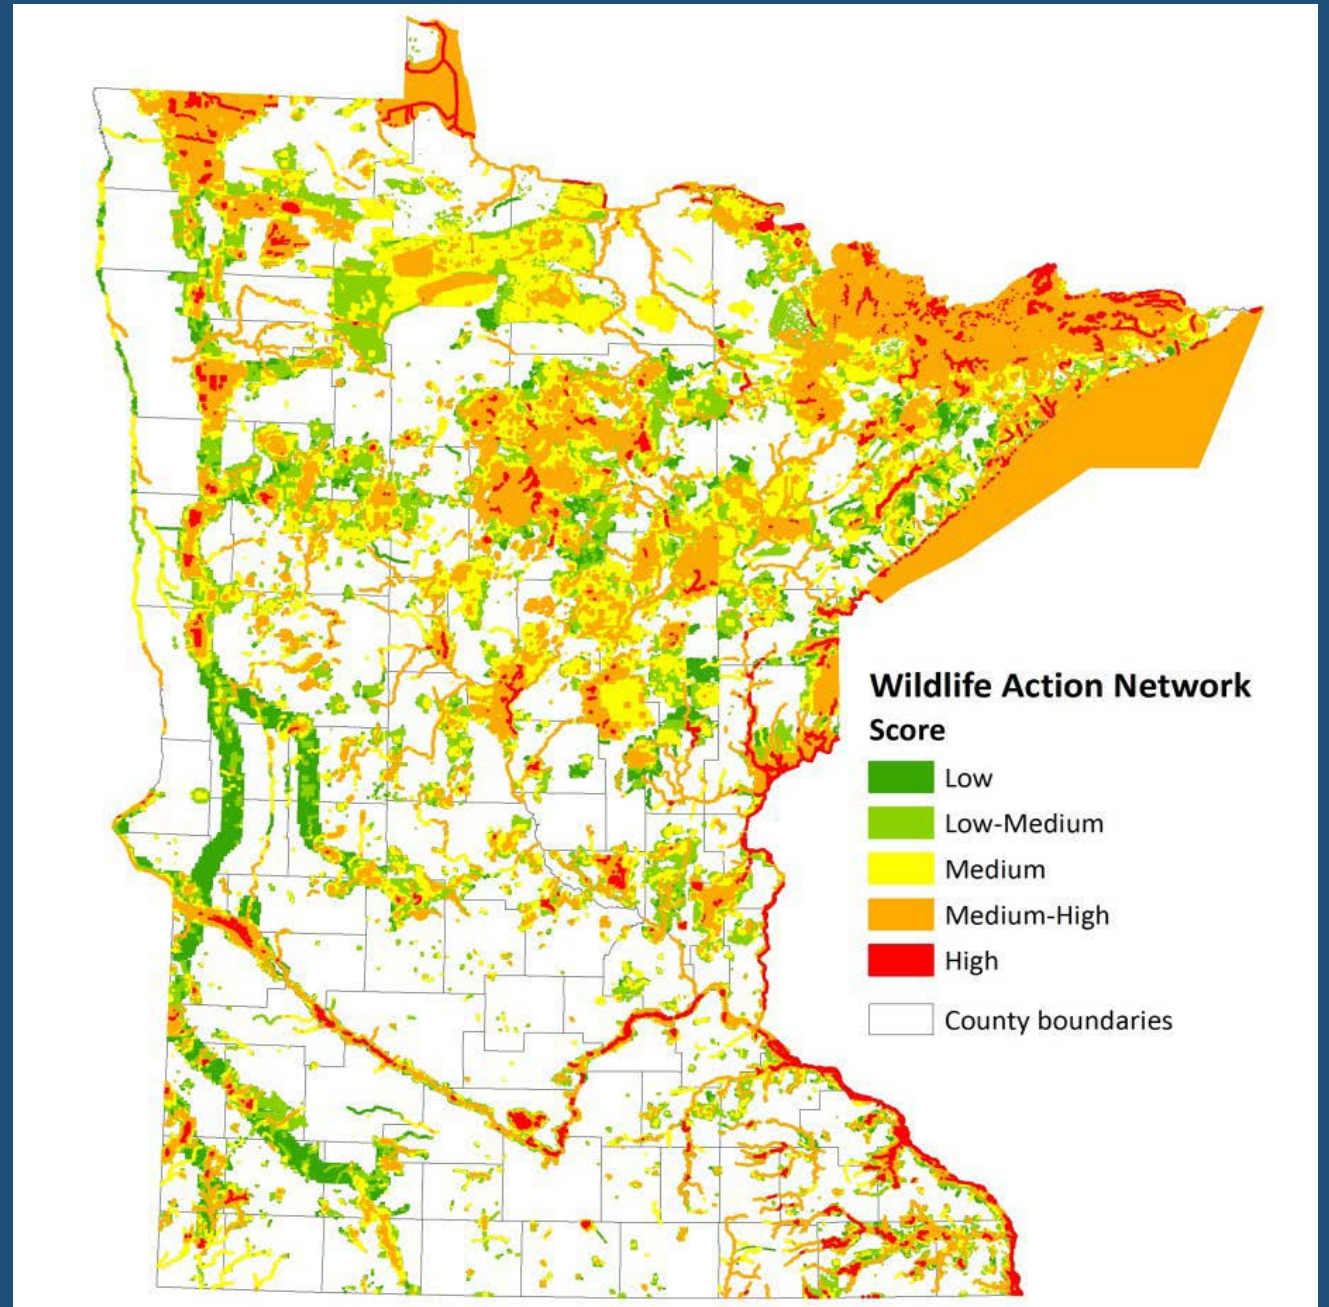 Wildlife Action Network
Score
Low
Low-Medium
Medium
Medium-High
High
County boundaries